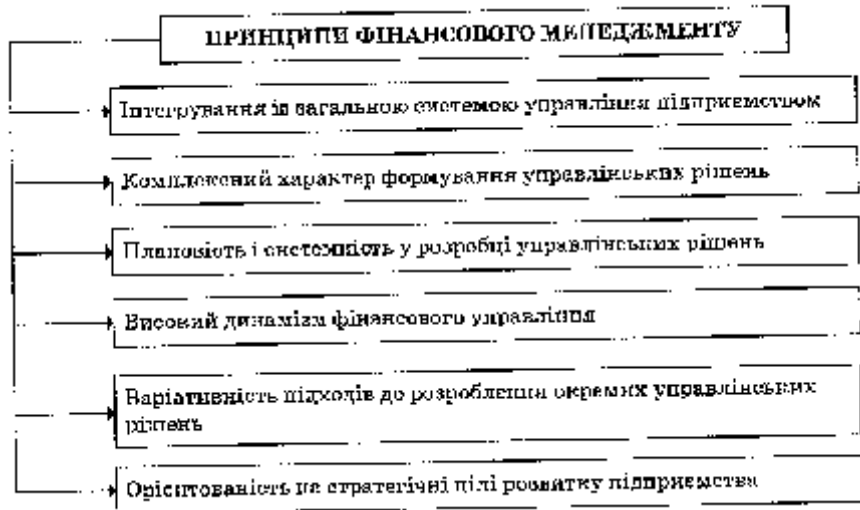 ПРИНЦИПИ ФІНАНСОВОГО МЕНЕДЖМЕНТУ
Інтегрування із загальною системою управління підприємством
Комплексний характер формування управлінських рішень
Плановість і системність у розробці управлінських рішень
Високий динамізм фінансового управління
Варіативність підходів до розроблення окремих управлінських
рішень
Орієнтованість на стратегічні цілі розвитку підприємства